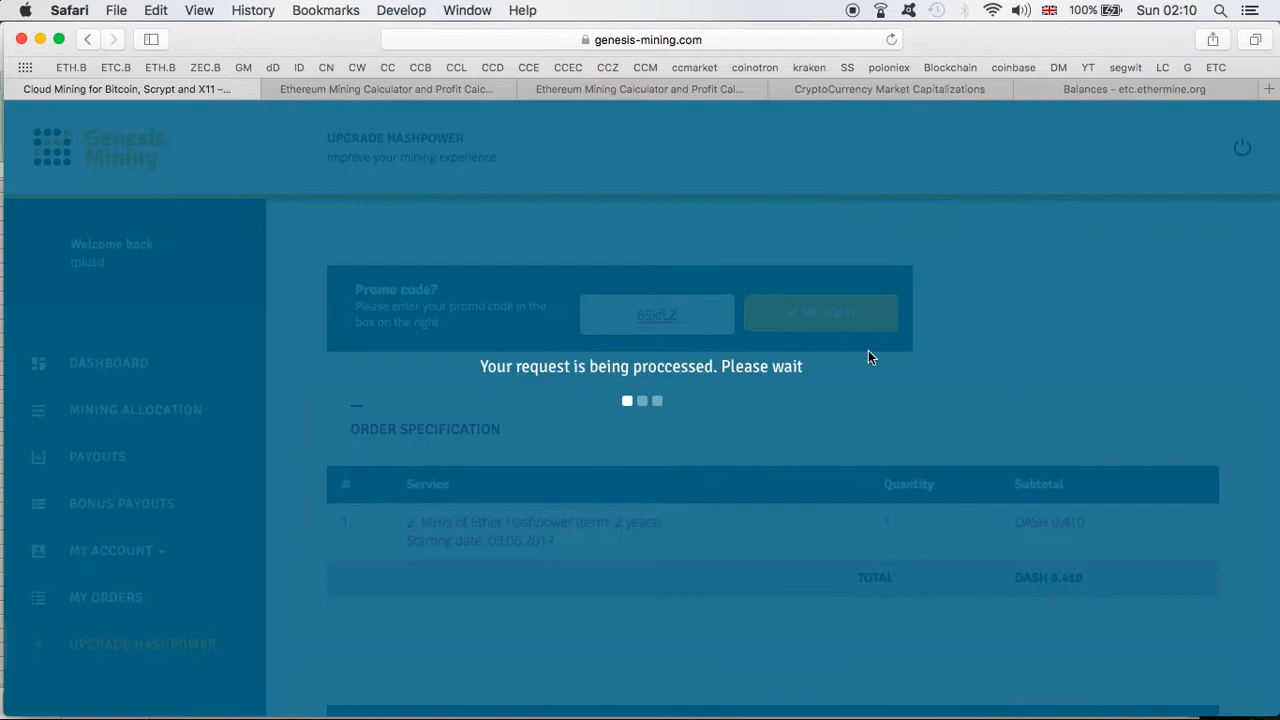 Safari File Edit View History Bookmarks Develop Window Help 100% Sun 02:10
genesis-mining.com
ETH.B ETC.B ETH.B ZEC.B GM dD ID CN CW CC CCB CCL CCD CCE CCEC CCZ CCM ccmarket coinotron kraken SS poloniex Blockchain coinbase DM YT segwit LC G ETC
Cloud Mining for Bitcoin, Scrypt and X11 –... Ethereum Mining Calculator and Profit Calc... Ethereum Mining Calculator and Profit Cal... CryptoCurrency Market Capitalizations Balances - etc.ethermine.org
Genesis
Mining
UPGRADE HASHPOWER
Improve your mining experience
Welcome back
tplusd
DASHBOARD
MINING ALLOCATION
PAYOUTS
BONUS PAYOUTS
MY ACCOUNT
MY ORDERS
UPGRADE HASHPOWER
Promo code?
Please enter your promo code in the
box on the right.
69kfLZ
VALIDATE
Your request is being proccessed. Please wait
ORDER SPECIFICATION
# Service Quantity Subtotal
1. 2 MH/s of Ether Hashpower (term: 2 years) 1 DASH 0.410
Starting date: 03.06.2017
TOTAL DASH 0.410